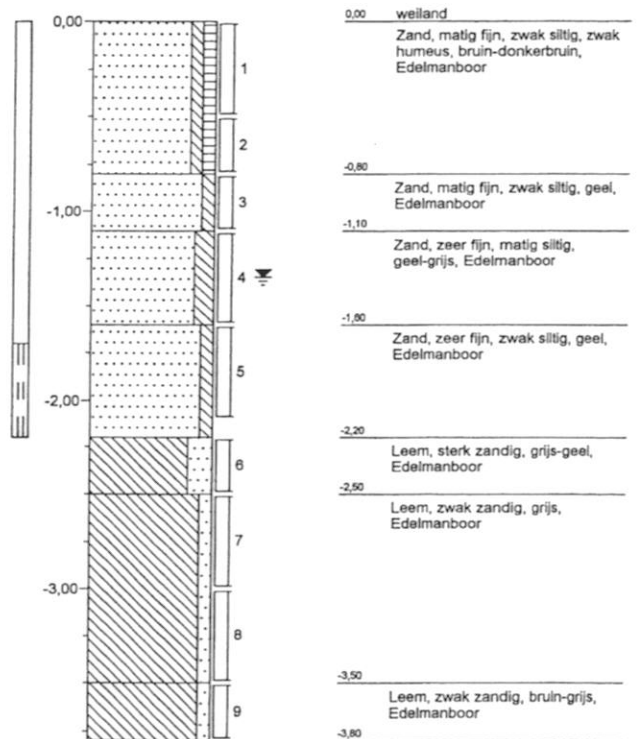 0,00
1
2
3
-1,00
4
5
-2,00
6
7
-3,00
8
9
0,00 weiland
Zand, matig fijn, zwak siltig, zwak
humeus, bruin-donkerbruin,
Edelmanboor
-0,80
Zand, matig fijn, zwak siltig, geel,
Edelmanboor
-1,10
Zand, zeer fijn, matig siltig,
geel-grijs, Edelmanboor
-1,60
Zand, zeer fijn, zwak siltig, geel,
Edelmanboor
-2,20
Leem, sterk zandig, grijs-geel,
Edelmanboor
-2,50
Leem, zwak zandig, grijs,
Edelmanboor
-3,50
Leem, zwak zandig, bruin-grijs,
Edelmanboor
-3,80